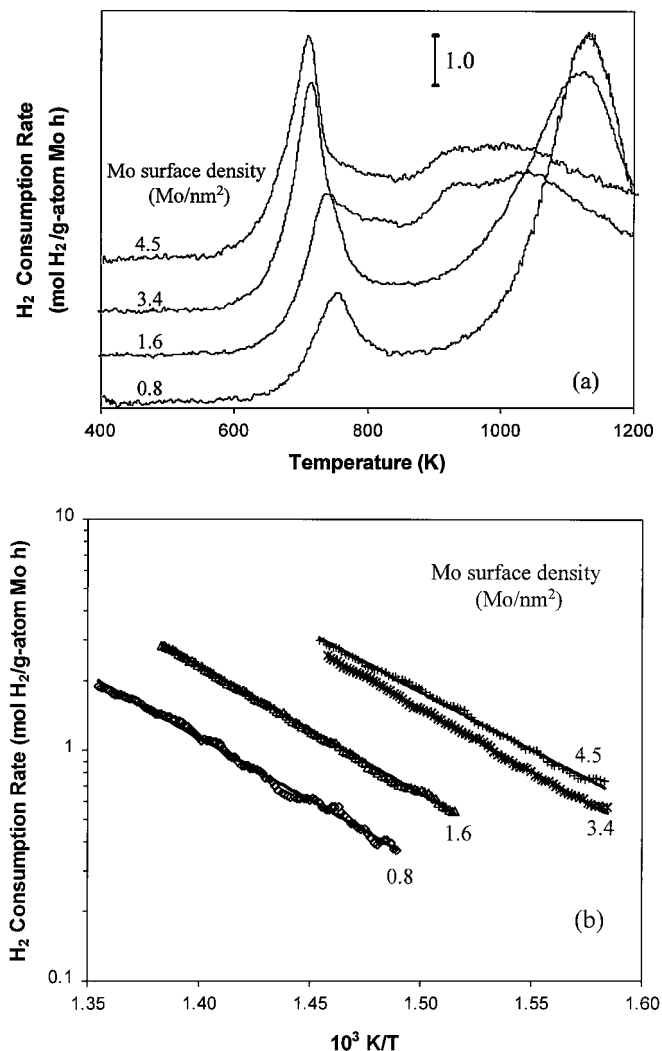 1.0
Mo surface density
(Mo/nm²)
4.5
3.4
1.6
0.8
(a)
H₂ Consumption Rate
(mol H₂/g-atom Mo h)
400
600
800
1000
1200
Temperature (K)
10
1
0.1
H₂ Consumption Rate (mol H₂/g-atom Mo h)
Mo surface density
(Mo/nm²)
4.5
3.4
1.6
0.8
(b)
1.35
1.40
1.45
1.50
1.55
1.60
10³ K/T